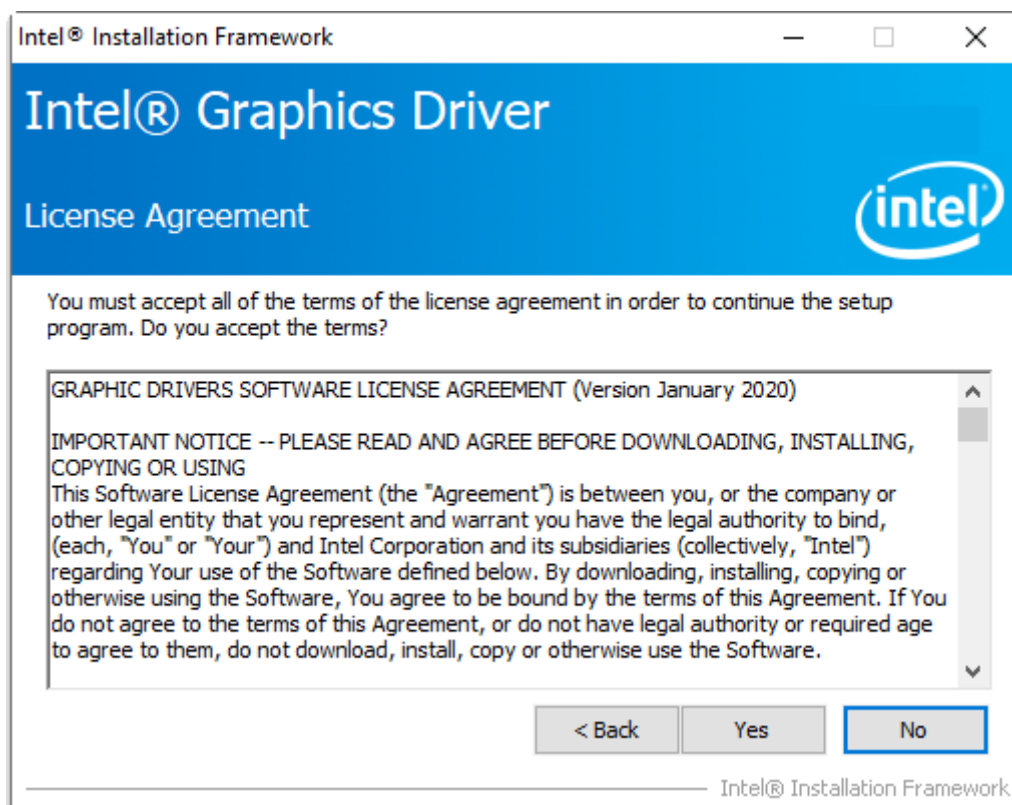 Intel® Installation Framework
Intel® Graphics Driver
License Agreement
intel
You must accept all of the terms of the license agreement in order to continue the setup
program. Do you accept the terms?
GRAPHIC DRIVERS SOFTWARE LICENSE AGREEMENT (Version January 2020)
IMPORTANT NOTICE -- PLEASE READ AND AGREE BEFORE DOWNLOADING, INSTALLING,
COPYING OR USING
This Software License Agreement (the "Agreement") is between you, or the company or
other legal entity that you represent and warrant you have the legal authority to bind,
(each, "You" or "Your") and Intel Corporation and its subsidiaries (collectively, "Intel")
regarding Your use of the Software defined below. By downloading, installing, copying or
otherwise using the Software, You agree to be bound by the terms of this Agreement. If You
do not agree to the terms of this Agreement, or do not have legal authority or required age
to agree to them, do not download, install, copy or otherwise use the Software.
< Back
Yes
No
Intel® Installation Framework